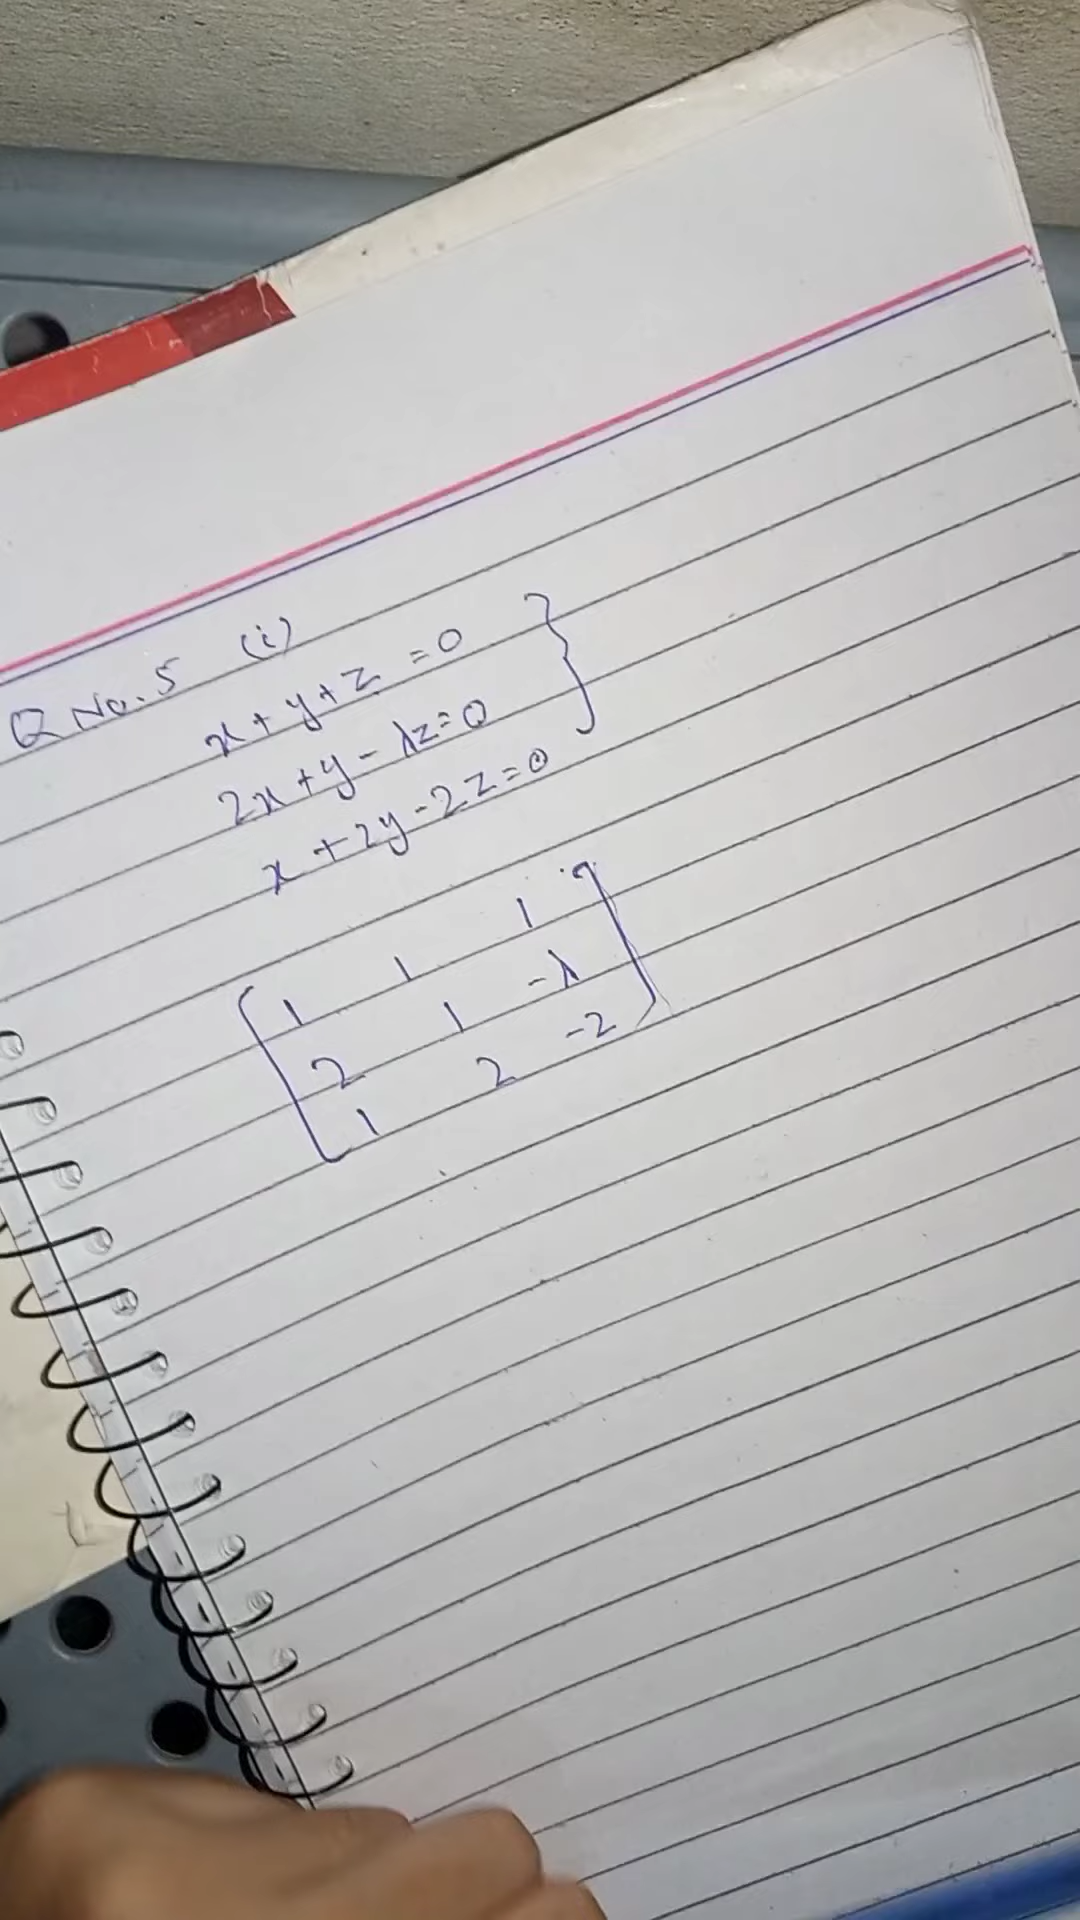 Q No. 5 (i)
x + y + z = 0
2x + y - λz = 0
x + 2y - 2z = 0
1 1 1
2 1 -λ
1 2 -2